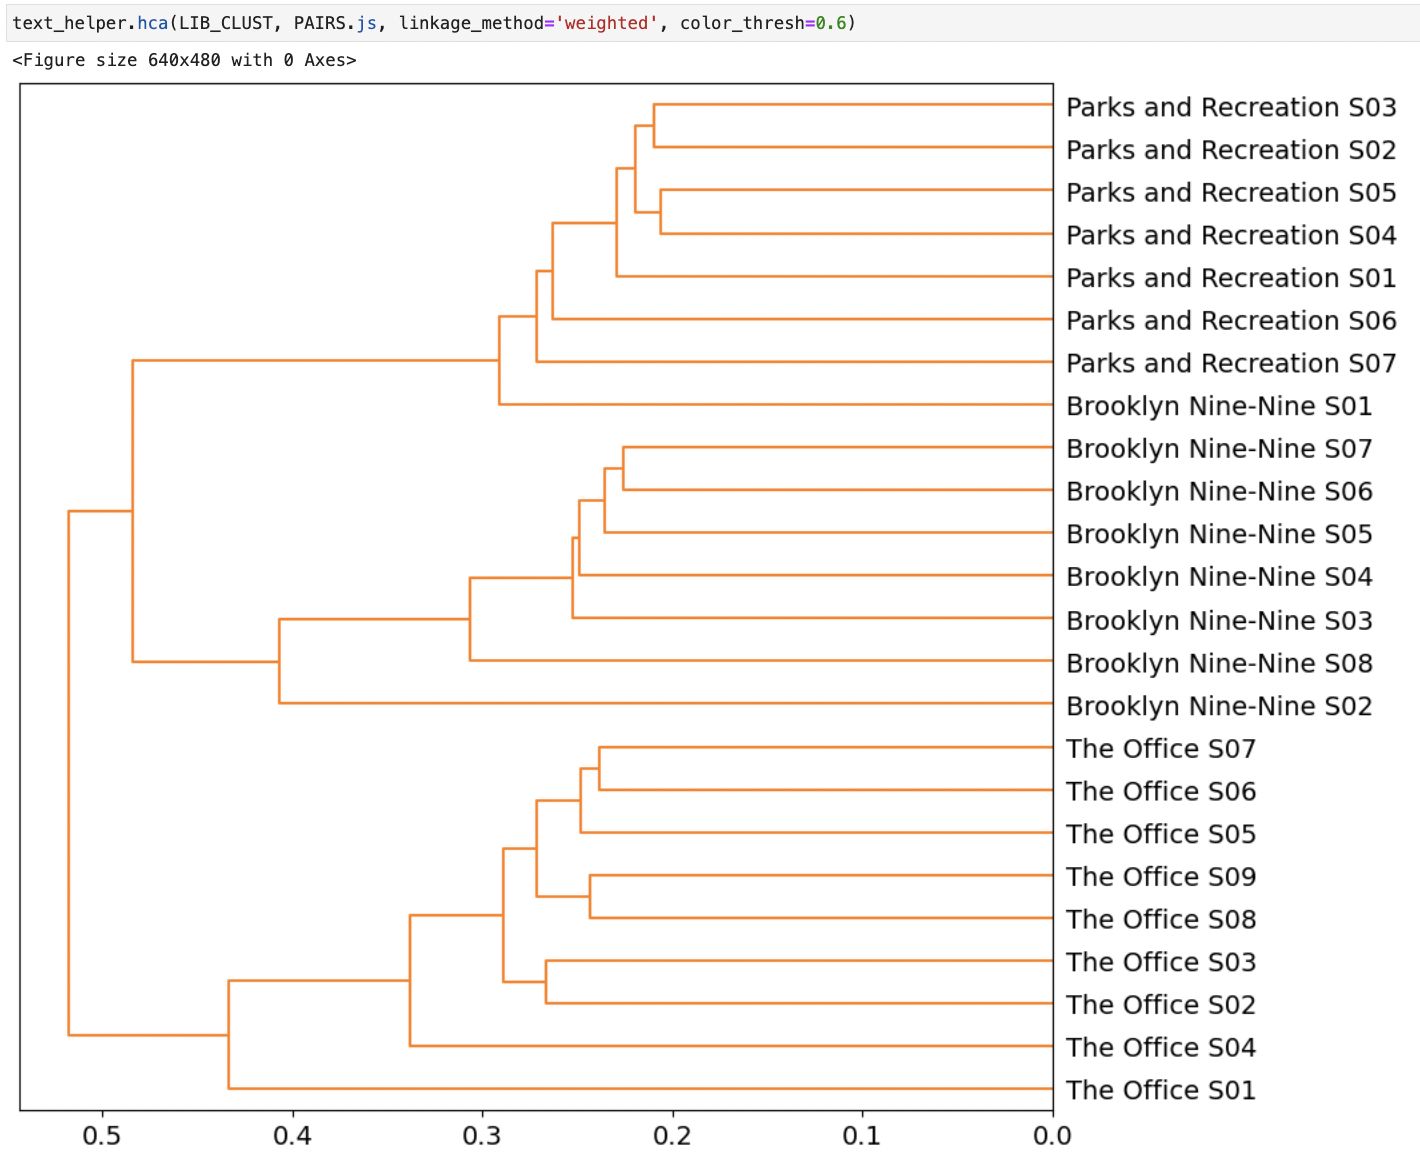 text_helper.hca(LIB_CLUST, PAIRS.js, linkage_method='weighted', color_thresh=0.6)
<Figure size 640x480 with 0 Axes>
Parks and Recreation S03
Parks and Recreation S02
Parks and Recreation S05
Parks and Recreation S04
Parks and Recreation S01
Parks and Recreation S06
Parks and Recreation S07
Brooklyn Nine-Nine S01
Brooklyn Nine-Nine S07
Brooklyn Nine-Nine S06
Brooklyn Nine-Nine S05
Brooklyn Nine-Nine S04
Brooklyn Nine-Nine S03
Brooklyn Nine-Nine S08
Brooklyn Nine-Nine S02
The Office S07
The Office S06
The Office S05
The Office S09
The Office S08
The Office S03
The Office S02
The Office S04
The Office S01
0.5 0.4 0.3 0.2 0.1 0.0